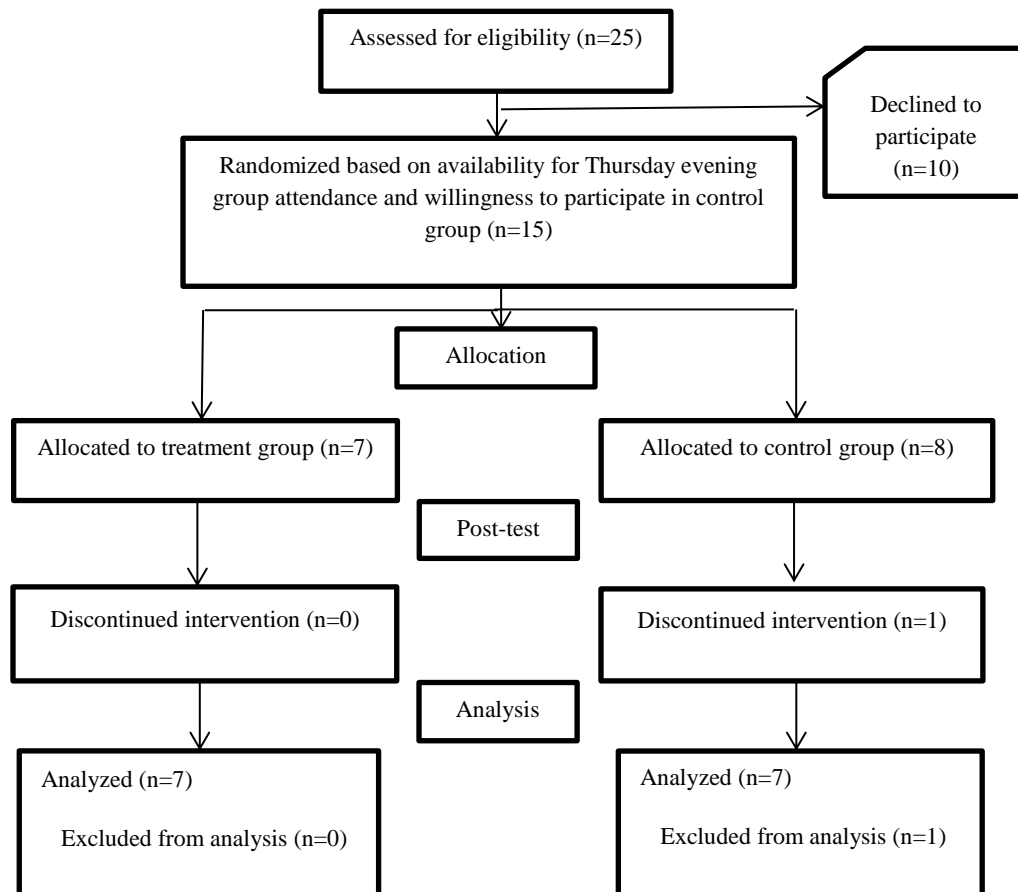 Assessed for eligibility (n=25)
Declined to
participate
(n=10)
Randomized based on availability for Thursday evening
group attendance and willingness to participate in control
group (n=15)
Allocation
Allocated to treatment group (n=7)
Allocated to control group (n=8)
Post-test
Discontinued intervention (n=0)
Discontinued intervention (n=1)
Analysis
Analyzed (n=7)
Excluded from analysis (n=0)
Analyzed (n=7)
Excluded from analysis (n=1)